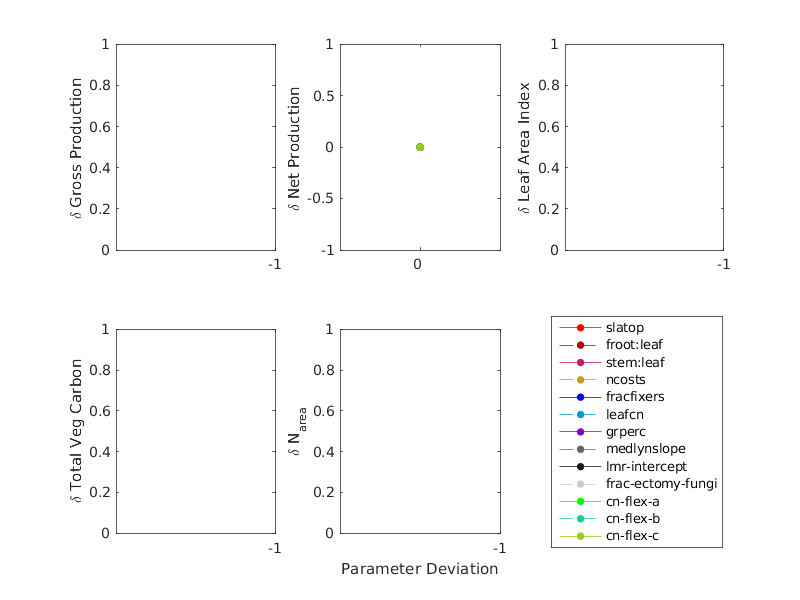 δ Gross Production
1
0.8
0.6
0.4
0.2
0
-1
δ Net Production
1
0.5
0
-0.5
-1
0
δ Leaf Area Index
1
0.8
0.6
0.4
0.2
0
-1
δ Total Veg Carbon
1
0.8
0.6
0.4
0.2
0
-1
δ Narea
1
0.8
0.6
0.4
0.2
0
-1
Parameter Deviation
slatop
froot:leaf
stem:leaf
ncosts
fracfixers
leafcn
grperc
medlynslope
lmr-intercept
frac-ectomy-fungi
cn-flex-a
cn-flex-b
cn-flex-c